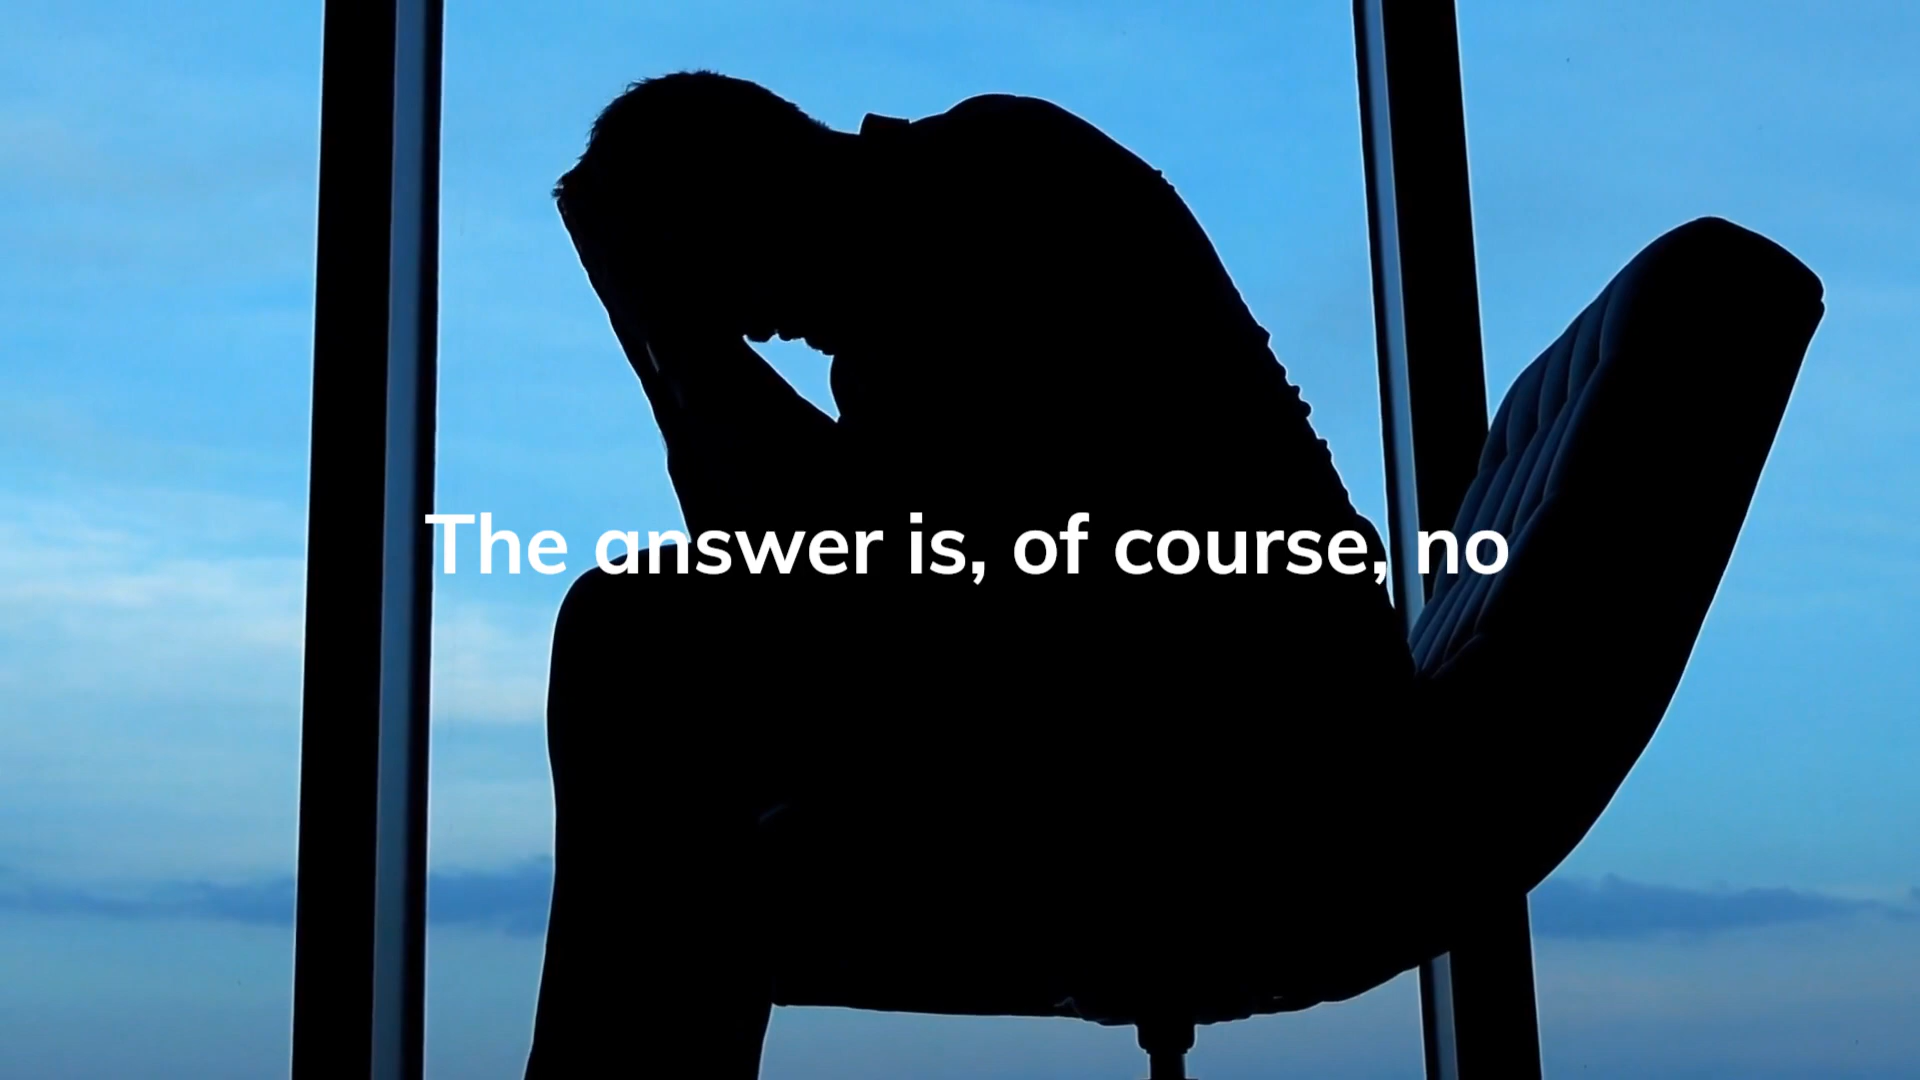 The answer is, of course, no